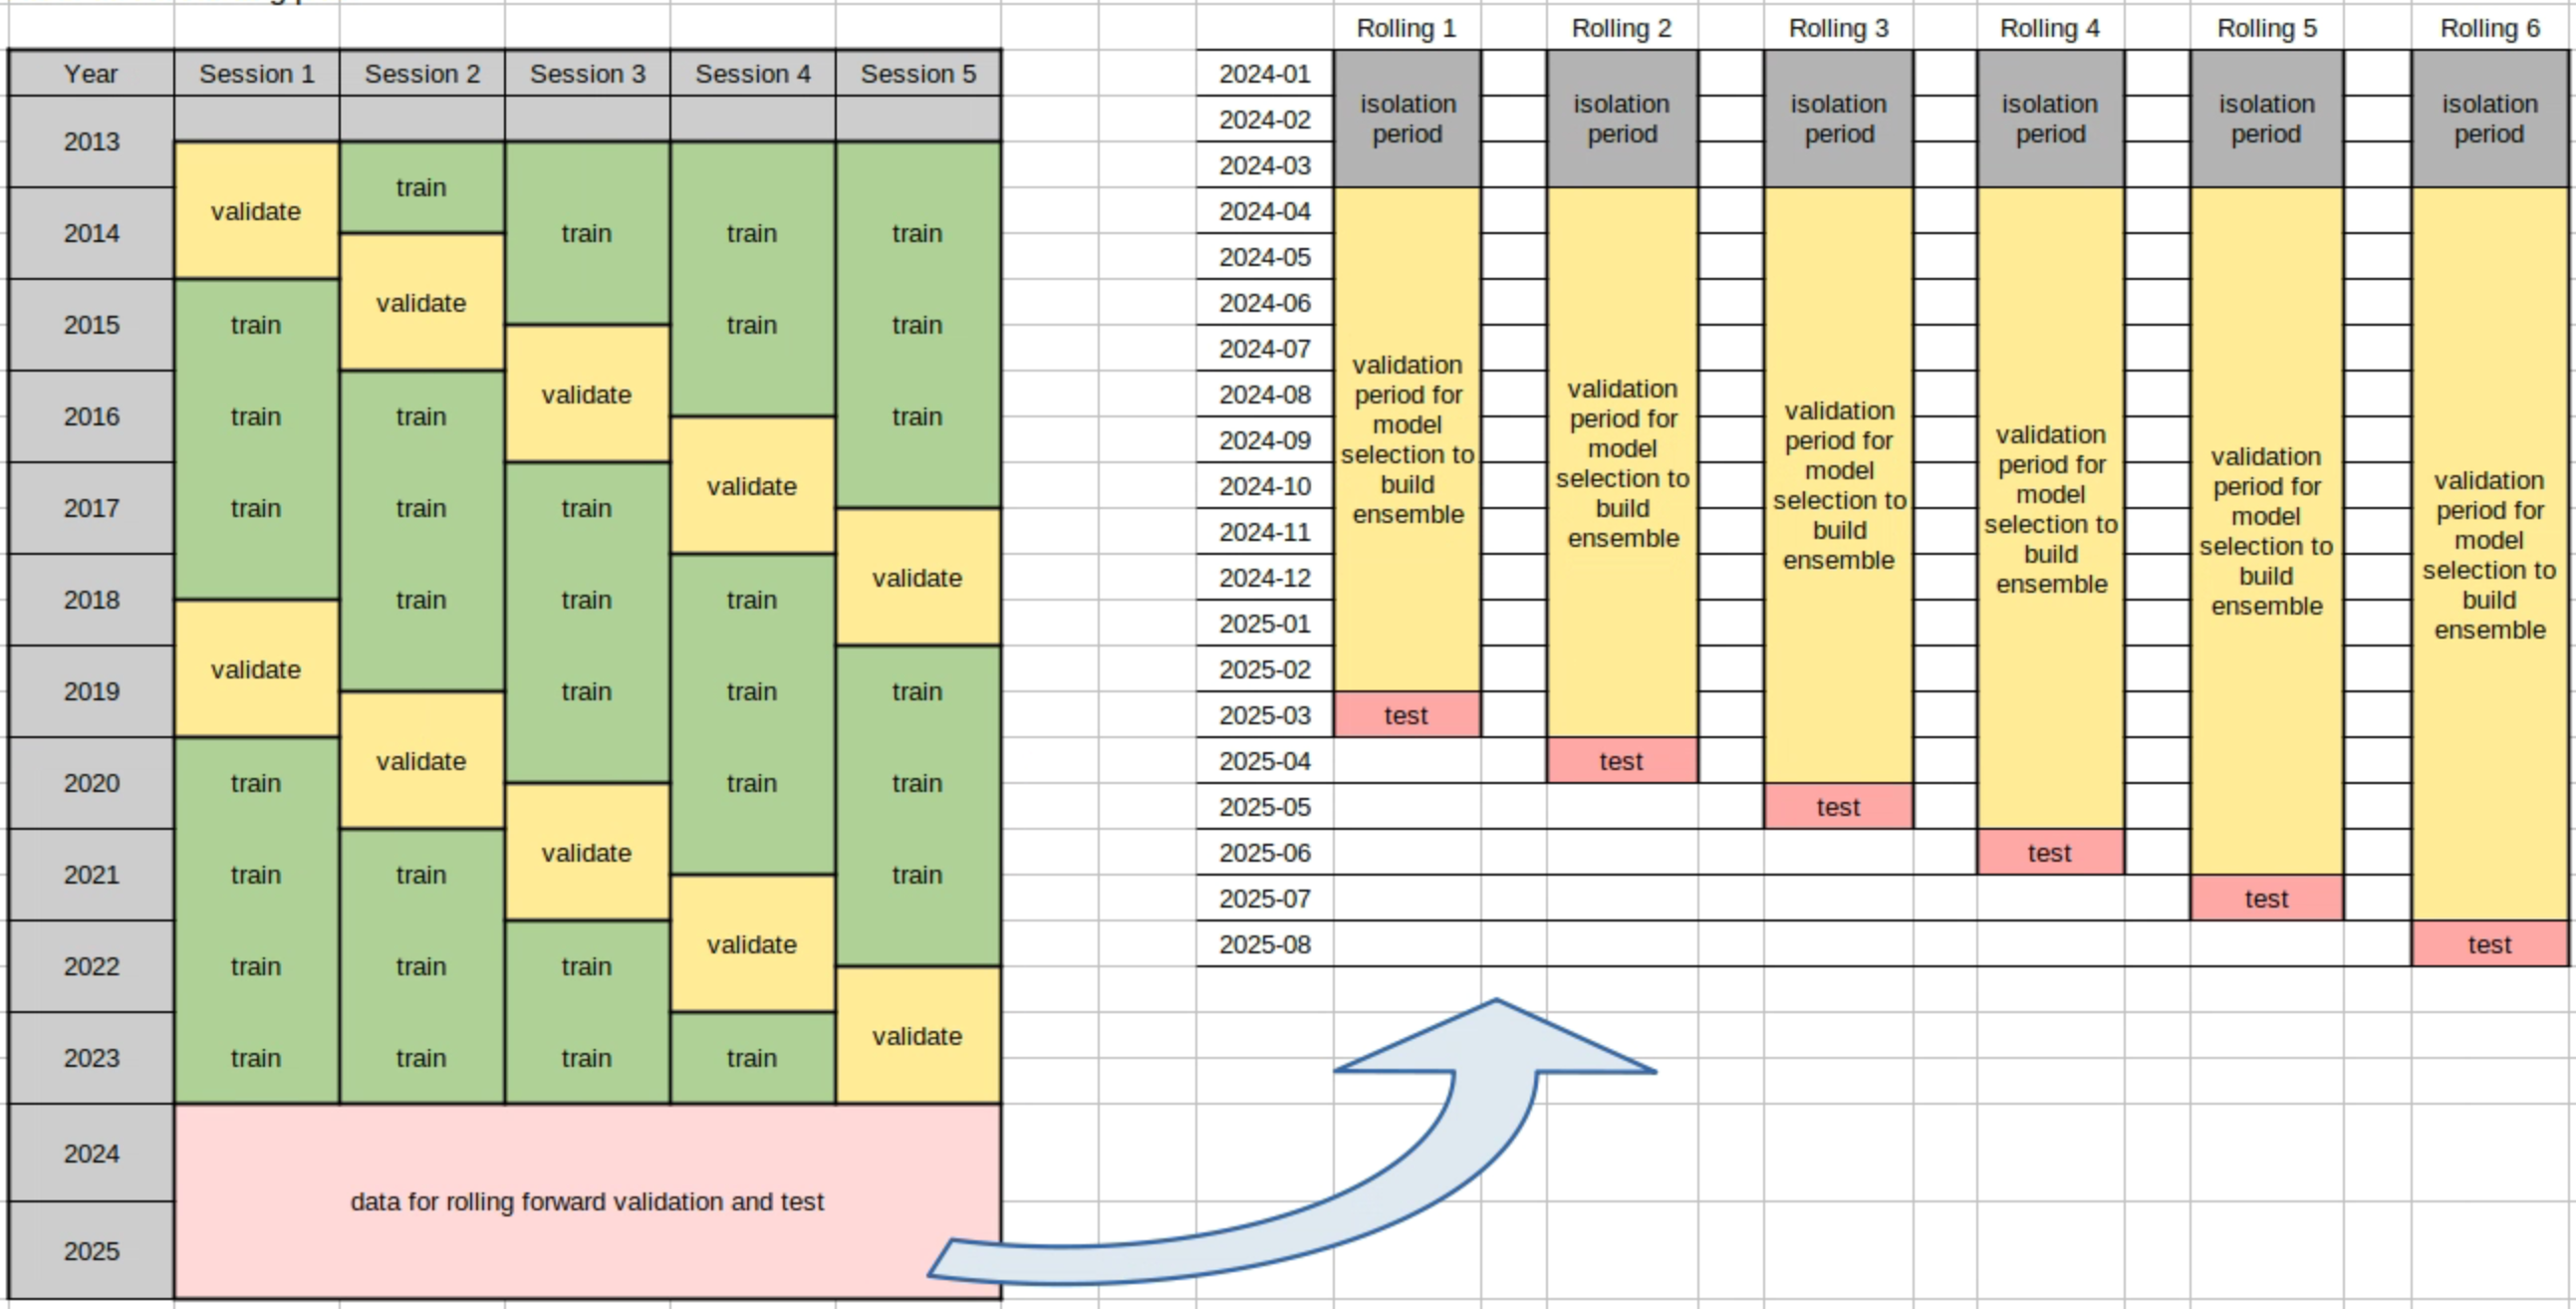 Year Session 1 Session 2 Session 3 Session 4 Session 5
2013
train
validate
2014 train train train
validate
2015 train train train
validate
2016 train train train
validate
2017 train train train
validate
2018 train train train
validate
validate
2019 train train train
validate
2020 train train train
validate
2021 train train train
validate
2022 train train train
validate
2023 train train train train
2024
data for rolling forward validation and test
2025
Rolling 1 Rolling 2 Rolling 3 Rolling 4 Rolling 5 Rolling 6
2024-01
2024-02
2024-03
2024-04
2024-05
2024-06
2024-07
2024-08
2024-09
2024-10
2024-11
2024-12
2025-01
2025-02
2025-03
2025-04
2025-05
2025-06
2025-07
2025-08
isolation
period
validation
period for
model
selection to
build
ensemble
test
isolation
period
validation
period for
model
selection to
build
ensemble
test
isolation
period
validation
period for
model
selection to
build
ensemble
test
isolation
period
validation
period for
model
selection to
build
ensemble
test
isolation
period
validation
period for
model
selection to
build
ensemble
test
isolation
period
validation
period for
model
selection to
build
ensemble
test